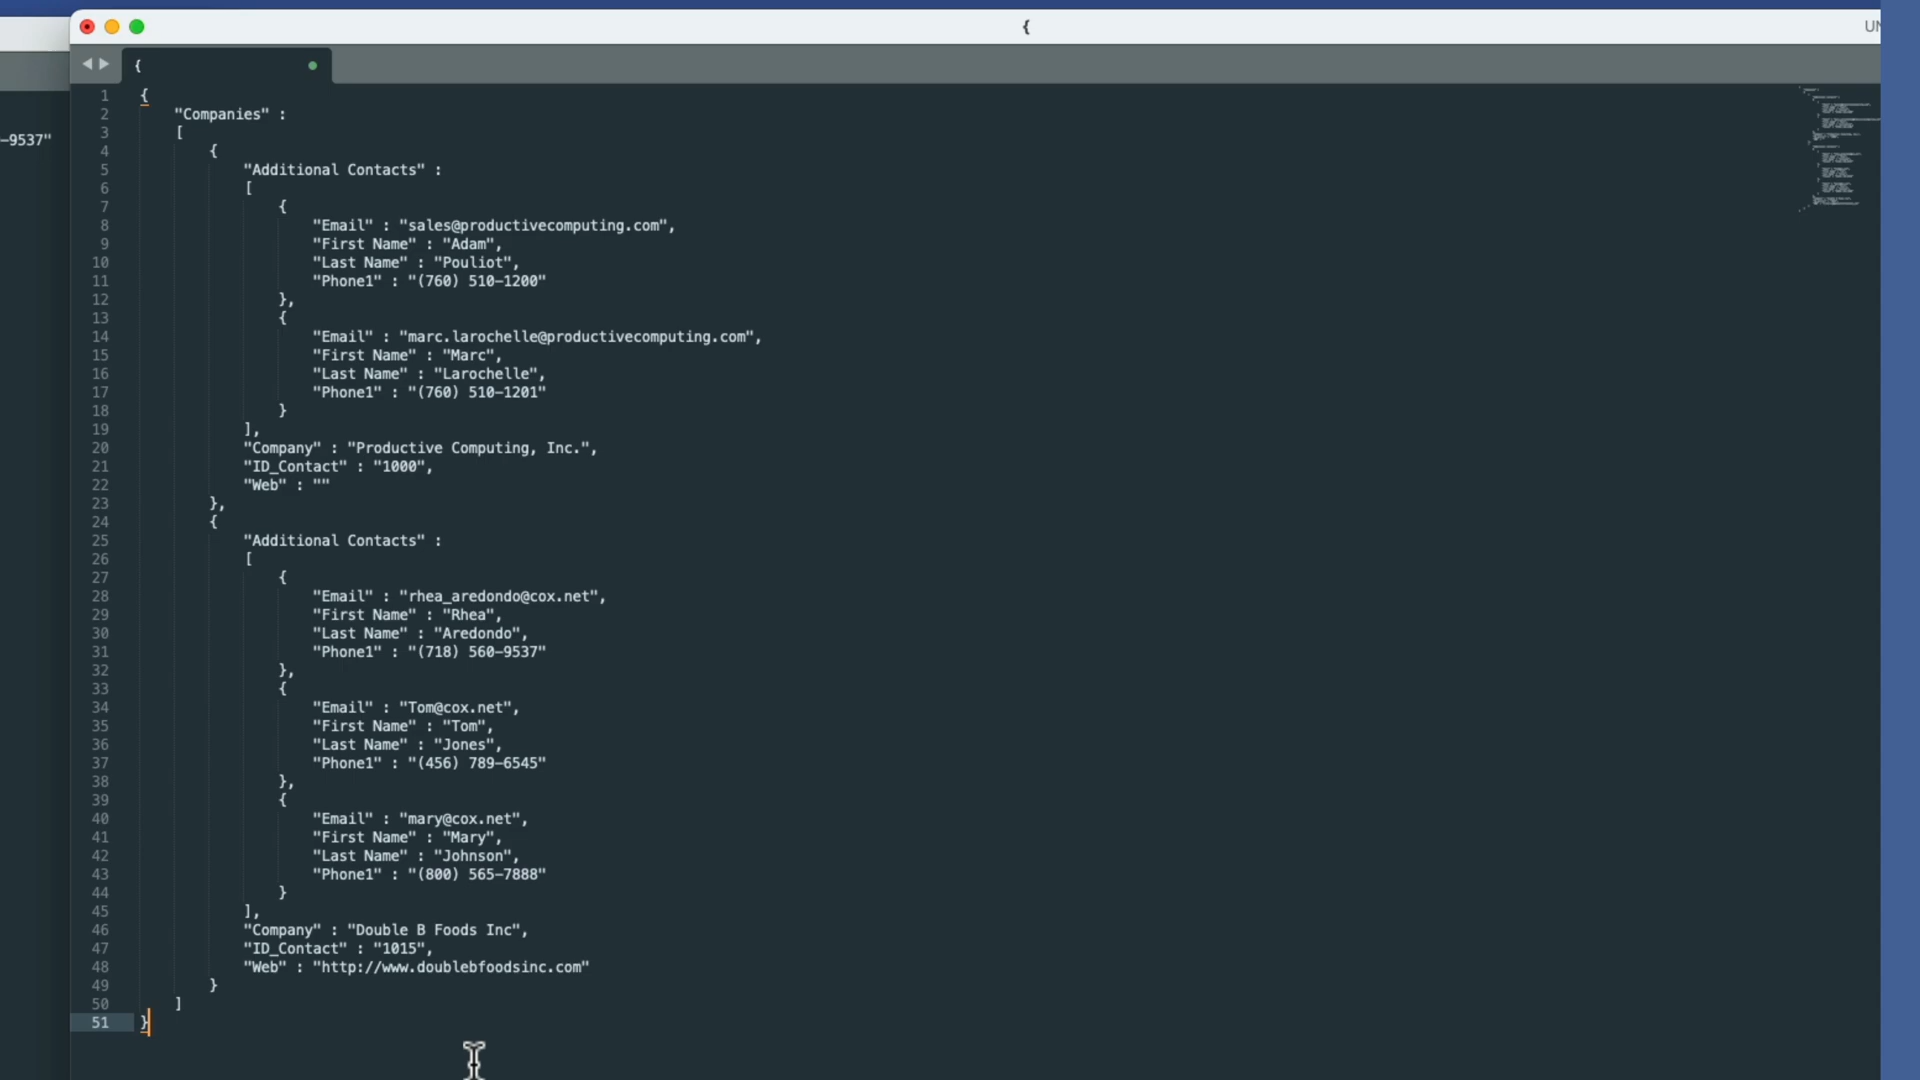 {
UN
{
-9537"
1 {
2 "Companies" :
3 [
4 {
5 "Additional Contacts" :
6 [
7 {
8 "Email" : "sales@productivecomputing.com",
9 "First Name" : "Adam",
10 "Last Name" : "Pouliot",
11 "Phone1" : "(760) 510-1200"
12 },
13 {
14 "Email" : "marc.larochelle@productivecomputing.com",
15 "First Name" : "Marc",
16 "Last Name" : "Larochelle",
17 "Phone1" : "(760) 510-1201"
18 }
19 ],
20 "Company" : "Productive Computing, Inc.",
21 "ID_Contact" : "1000",
22 "Web" : ""
23 },
24 {
25 "Additional Contacts" :
26 [
27 {
28 "Email" : "rhea_aredondo@cox.net",
29 "First Name" : "Rhea",
30 "Last Name" : "Aredondo",
31 "Phone1" : "(718) 560-9537"
32 },
33 {
34 "Email" : "Tom@cox.net",
35 "First Name" : "Tom",
36 "Last Name" : "Jones",
37 "Phone1" : "(456) 789-6545"
38 },
39 {
40 "Email" : "mary@cox.net",
41 "First Name" : "Mary",
42 "Last Name" : "Johnson",
43 "Phone1" : "(800) 565-7888"
44 }
45 ],
46 "Company" : "Double B Foods Inc",
47 "ID_Contact" : "1015",
48 "Web" : "http://www.doublebfoodsinc.com"
49 }
50 ]
51 }